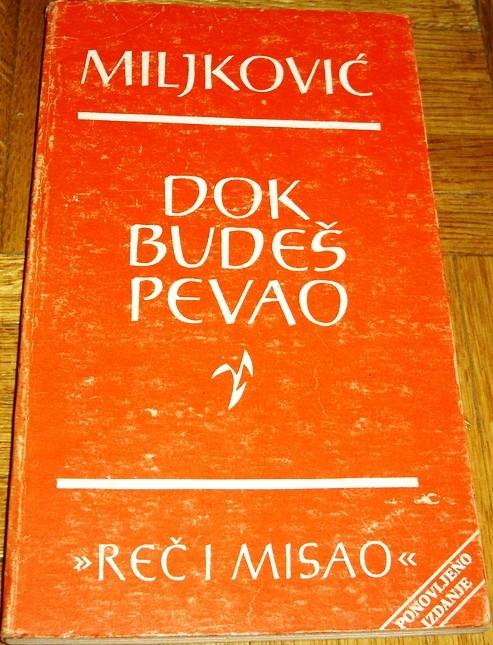 MILJKOVIĆ
DOK
BUDEŠ
PEVAO
»REČ I MISAO«
PONOVLJENO
IZDANJE